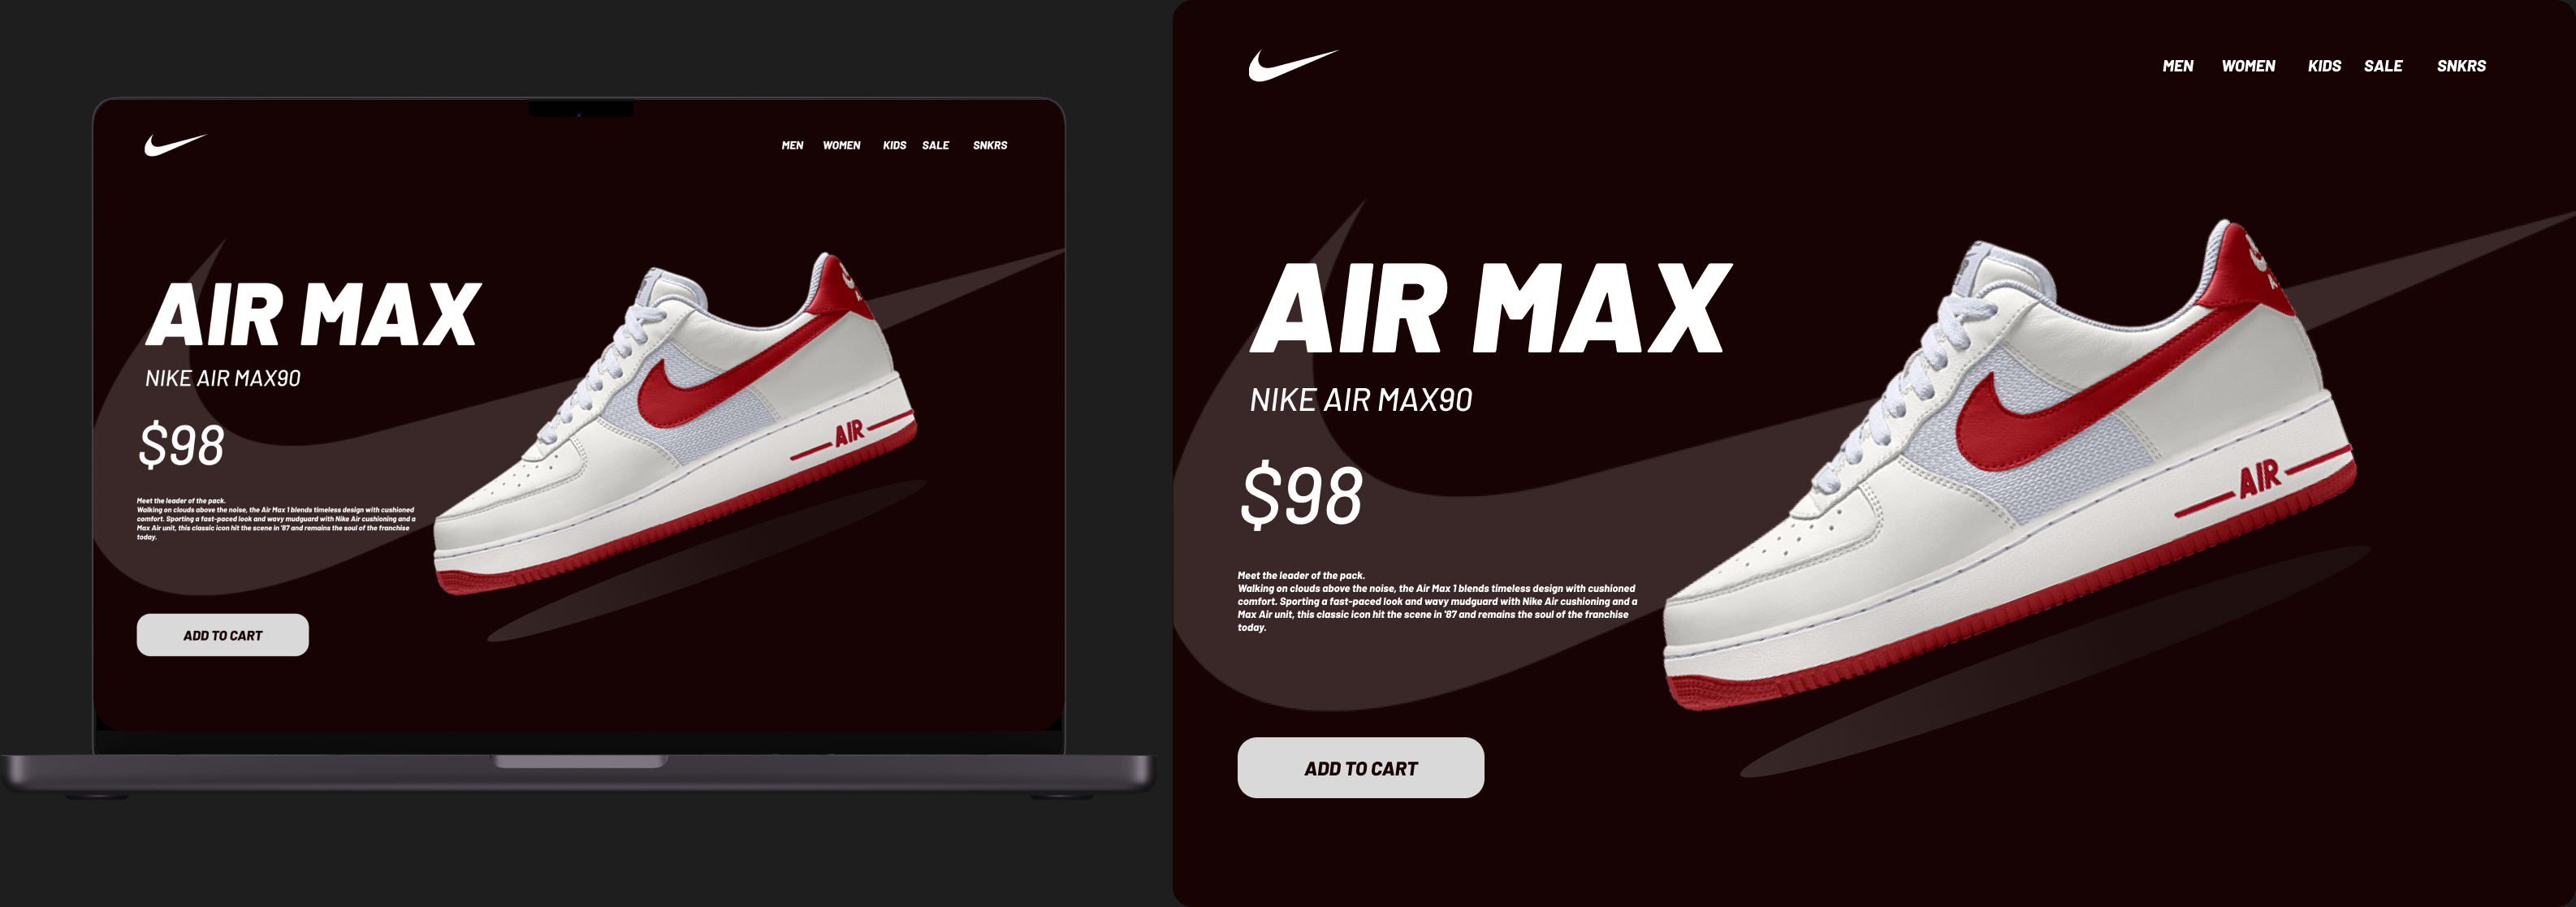 MEN WOMEN KIDS SALE SNKRS
AIR MAX
NIKE AIR MAX90
$98
Meet the leader of the pack.
Walking on clouds above the noise, the Air Max 1 blends timeless design with cushioned
comfort. Sporting a fast-paced look and wavy mudguard with Nike Air cushioning and a
Max Air unit, this classic icon hit the scene in '87 and remains the soul of the franchise
today.
ADD TO CART
AIR
MEN WOMEN KIDS SALE SNKRS
AIR MAX
NIKE AIR MAX90
$98
Meet the leader of the pack.
Walking on clouds above the noise, the Air Max 1 blends timeless design with cushioned
comfort. Sporting a fast-paced look and wavy mudguard with Nike Air cushioning and a
Max Air unit, this classic icon hit the scene in '87 and remains the soul of the franchise
today.
ADD TO CART
AIR